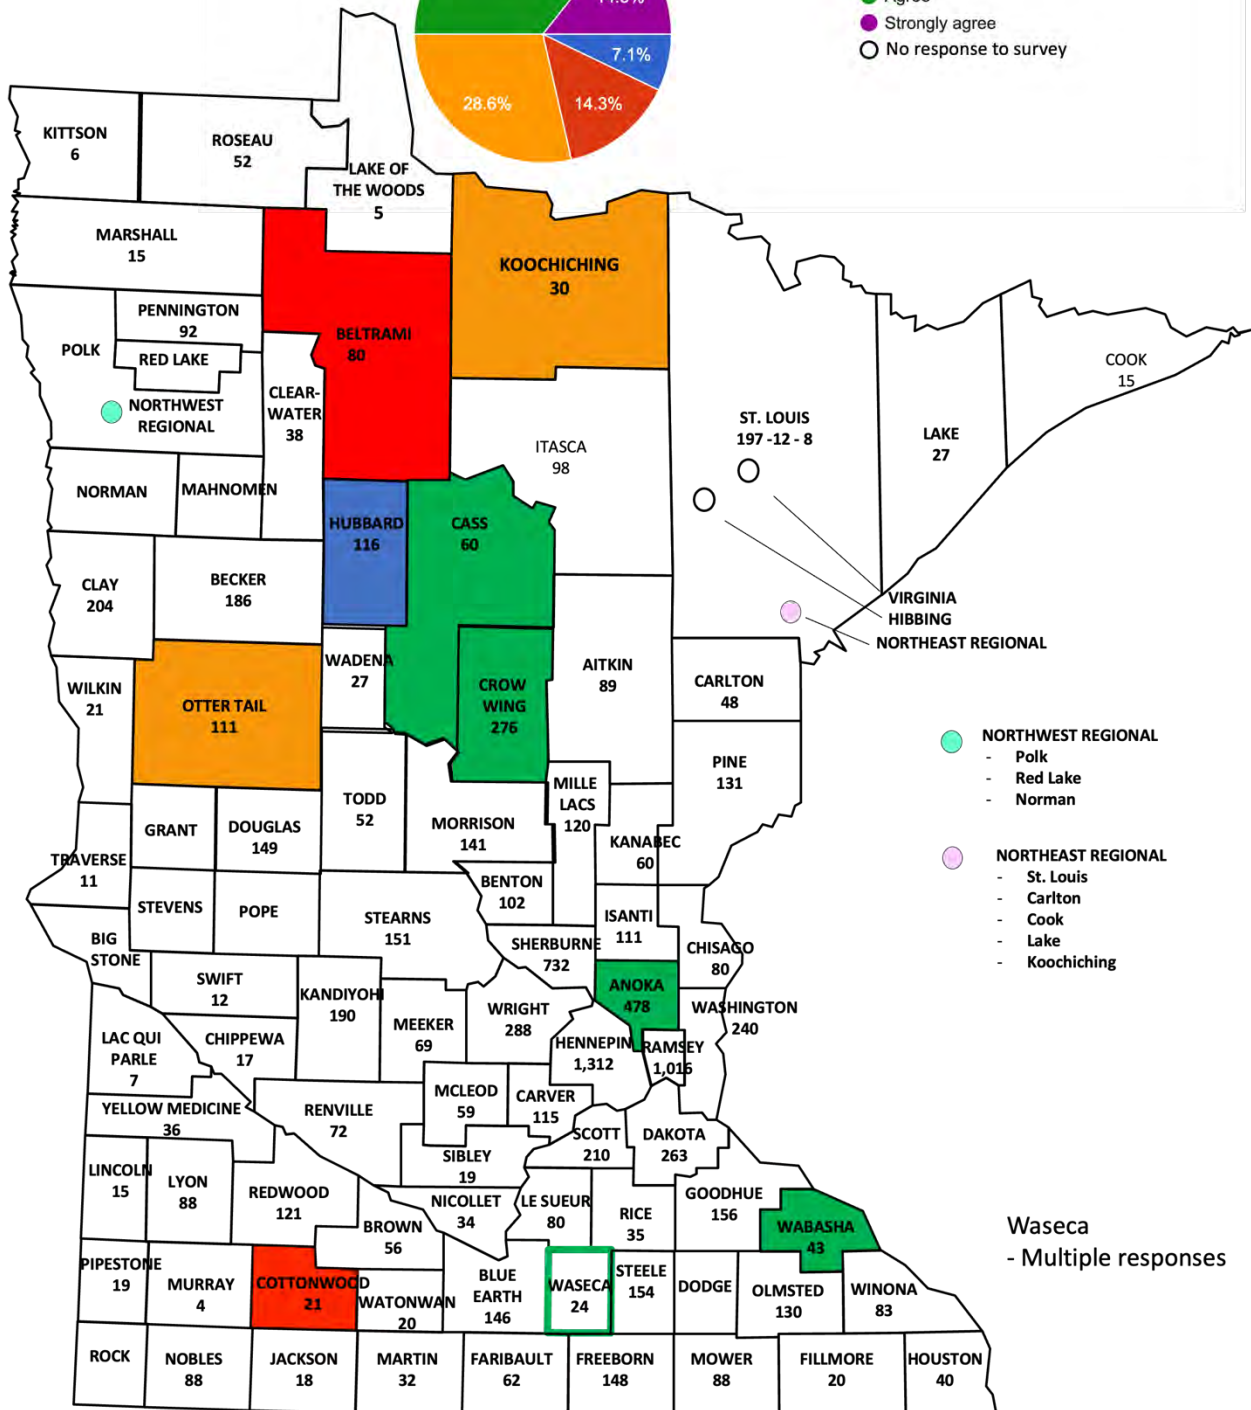 Strongly agree
No response to survey
7.1%
28.6%
14.3%
KITTSON
6
ROSEAU
52
LAKE OF
THE WOODS
5
MARSHALL
15
KOOCHICHING
30
PENNINGTON
92
BELTRAMI
80
POLK
RED LAKE
COOK
15
CLEAR-
WATER
38
NORTHWEST
REGIONAL
ST. LOUIS
197 -12 - 8
LAKE
27
ITASCA
98
NORMAN
MAHNOMEN
HUBBARD
116
CASS
60
CLAY
204
BECKER
186
VIRGINIA
HIBBING
NORTHEAST REGIONAL
WADENA
27
AITKIN
89
CARLTON
48
WILKIN
21
OTTER TAIL
111
CROW
WING
276
NORTHWEST REGIONAL
- Polk
- Red Lake
- Norman
PINE
131
MILLE
LACS
120
TODD
52
GRANT
DOUGLAS
149
MORRISON
141
KANABEC
60
NORTHEAST REGIONAL
- St. Louis
- Carlton
- Cook
- Lake
- Koochiching
TRAVERSE
11
BENTON
102
STEVENS
POPE
STEARNS
151
ISANTI
111
BIG
STONE
SHERBURNE
732
CHISAGO
80
SWIFT
12
KANDIYOHI
190
ANOKA
478
WASHINGTON
240
WRIGHT
288
MEEKER
69
LAC QUI
PARLE
7
CHIPPEWA
17
HENNEPIN
1,312
RAMSEY
1,016
MCLEOD
59
CARVER
115
YELLOW MEDICINE
36
RENVILLE
72
SCOTT
210
DAKOTA
263
SIBLEY
19
LINCOLN
15
LYON
88
REDWOOD
121
NICOLLET
34
LE SUEUR
80
RICE
35
GOODHUE
156
WABASHA
43
BROWN
56
Waseca
- Multiple responses
PIPESTONE
19
MURRAY
4
COTTONWOOD
21
WATONWAN
20
BLUE
EARTH
146
WASECA
24
STEELE
154
DODGE
OLMSTED
130
WINONA
83
ROCK
NOBLES
88
JACKSON
18
MARTIN
32
FARIBAULT
62
FREEBORN
148
MOWER
88
FILLMORE
20
HOUSTON
40